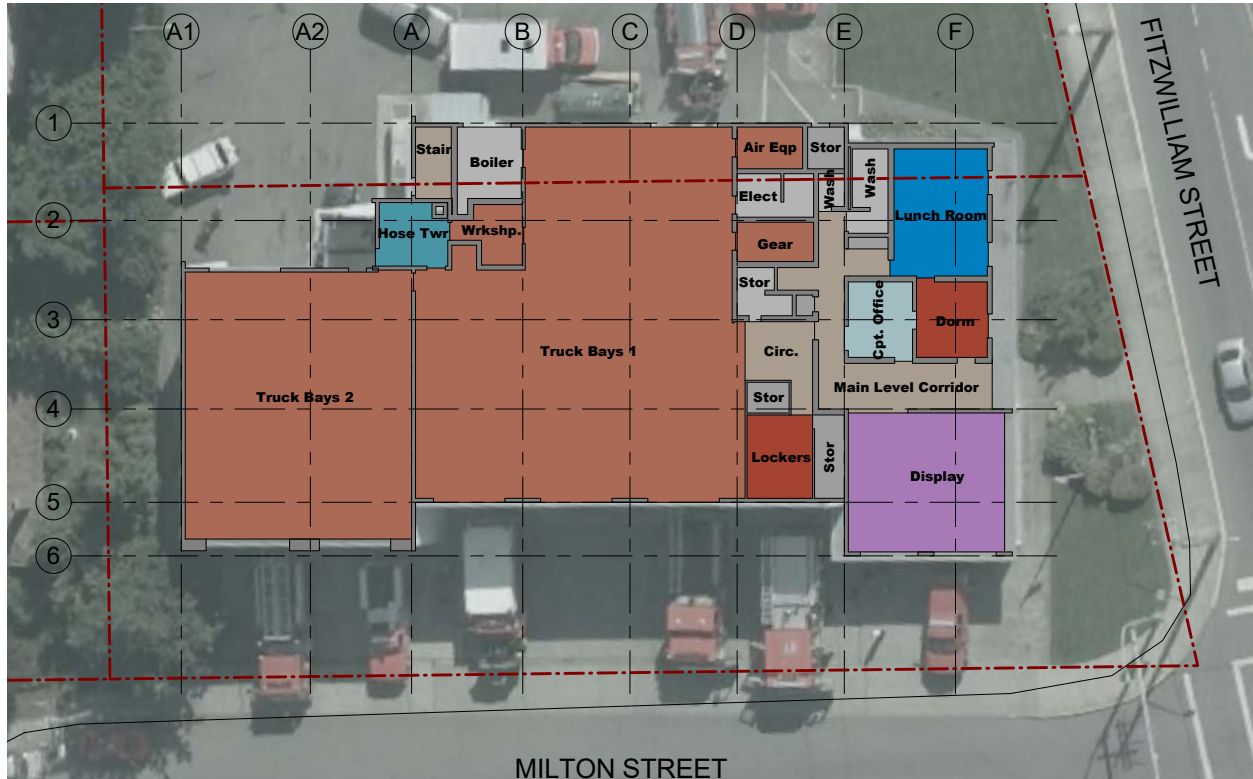 A1 A2 A B C D E F
FITZWILLIAM STREET
1
Stair
Boiler
Air Eqp
Stor
Wash
Wash
Elect
2
Hose Twr
Wrkshp.
Lunch Room
Gear
Stor
3
Cpt. Office
Dorm
Truck Bays 1
Circ.
Main Level Corridor
Truck Bays 2
Stor
4
Lockers
Stor
Display
5
6
MILTON STREET